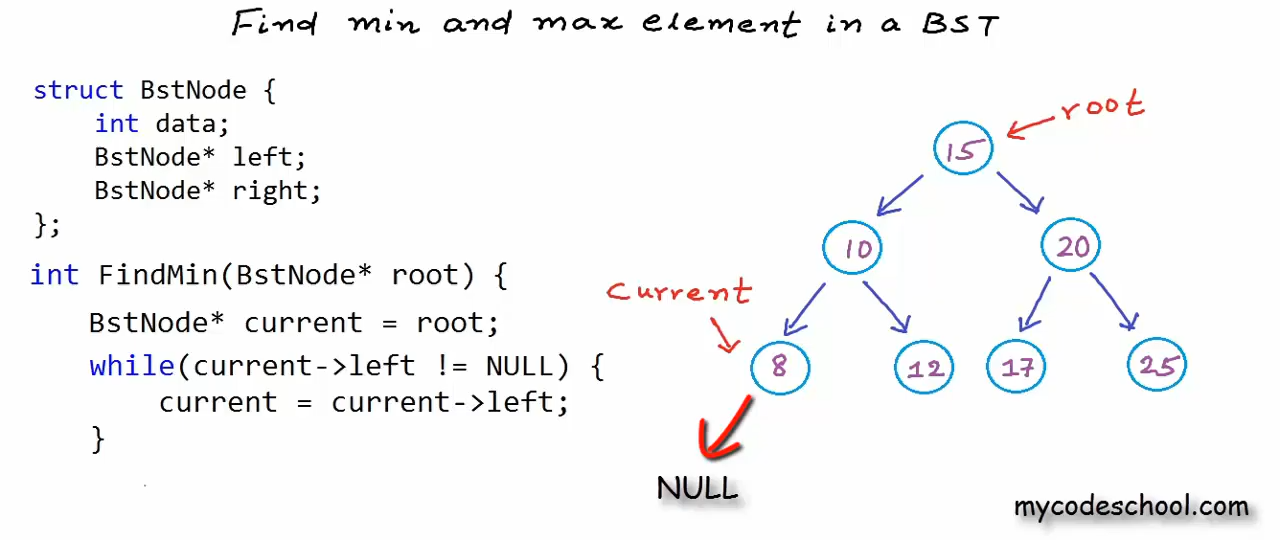 Find min and max element in a BST
struct BstNode {
int data;
BstNode* left;
BstNode* right;
};
int FindMin(BstNode* root) {
BstNode* current = root;
while(current->left != NULL) {
current = current->left;
}
root
15
10
20
current
8
12
17
25
NULL
mycodeschool.com